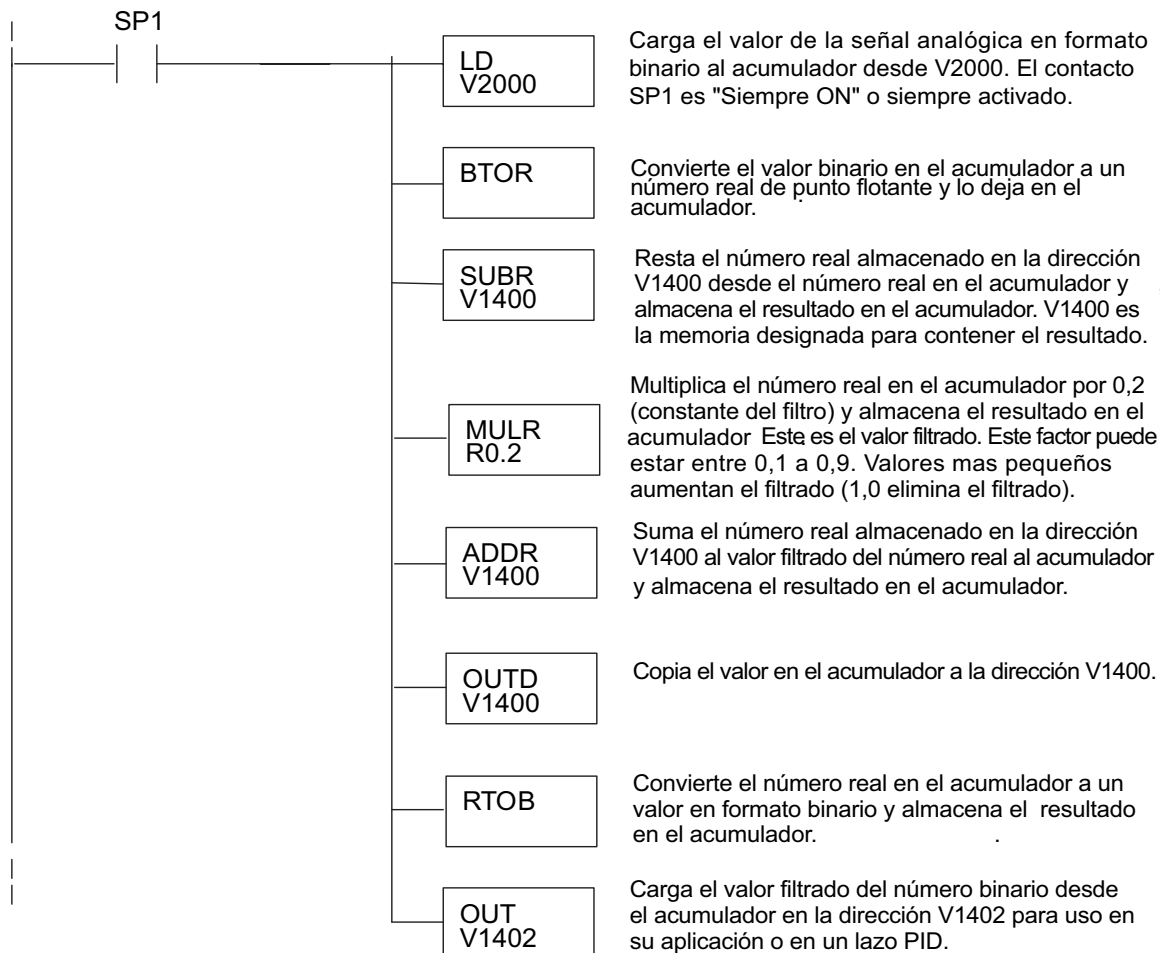 SP1
LD
V2000
Carga el valor de la señal analógica en formato
binario al acumulador desde V2000. El contacto
SP1 es "Siempre ON" o siempre activado.
BTOR
Convierte el valor binario en el acumulador a un
número real de punto flotante y lo deja en el
acumulador.
SUBR
V1400
Resta el número real almacenado en la dirección
V1400 desde el número real en el acumulador y
almacena el resultado en el acumulador. V1400 es
la memoria designada para contener el resultado.
MULR
R0.2
Multiplica el número real en el acumulador por 0,2
(constante del filtro) y almacena el resultado en el
acumulador Este es el valor filtrado. Este factor puede
estar entre 0,1 a 0,9. Valores mas pequeños
aumentan el filtrado (1,0 elimina el filtrado).
ADDR
V1400
Suma el número real almacenado en la dirección
V1400 al valor filtrado del número real al acumulador
y almacena el resultado en el acumulador.
OUTD
V1400
Copia el valor en el acumulador a la dirección V1400.
RTOB
Convierte el número real en el acumulador a un
valor en formato binario y almacena el resultado
en el acumulador.
OUT
V1402
Carga el valor filtrado del número binario desde
el acumulador en la dirección V1402 para uso en
su aplicación o en un lazo PID.